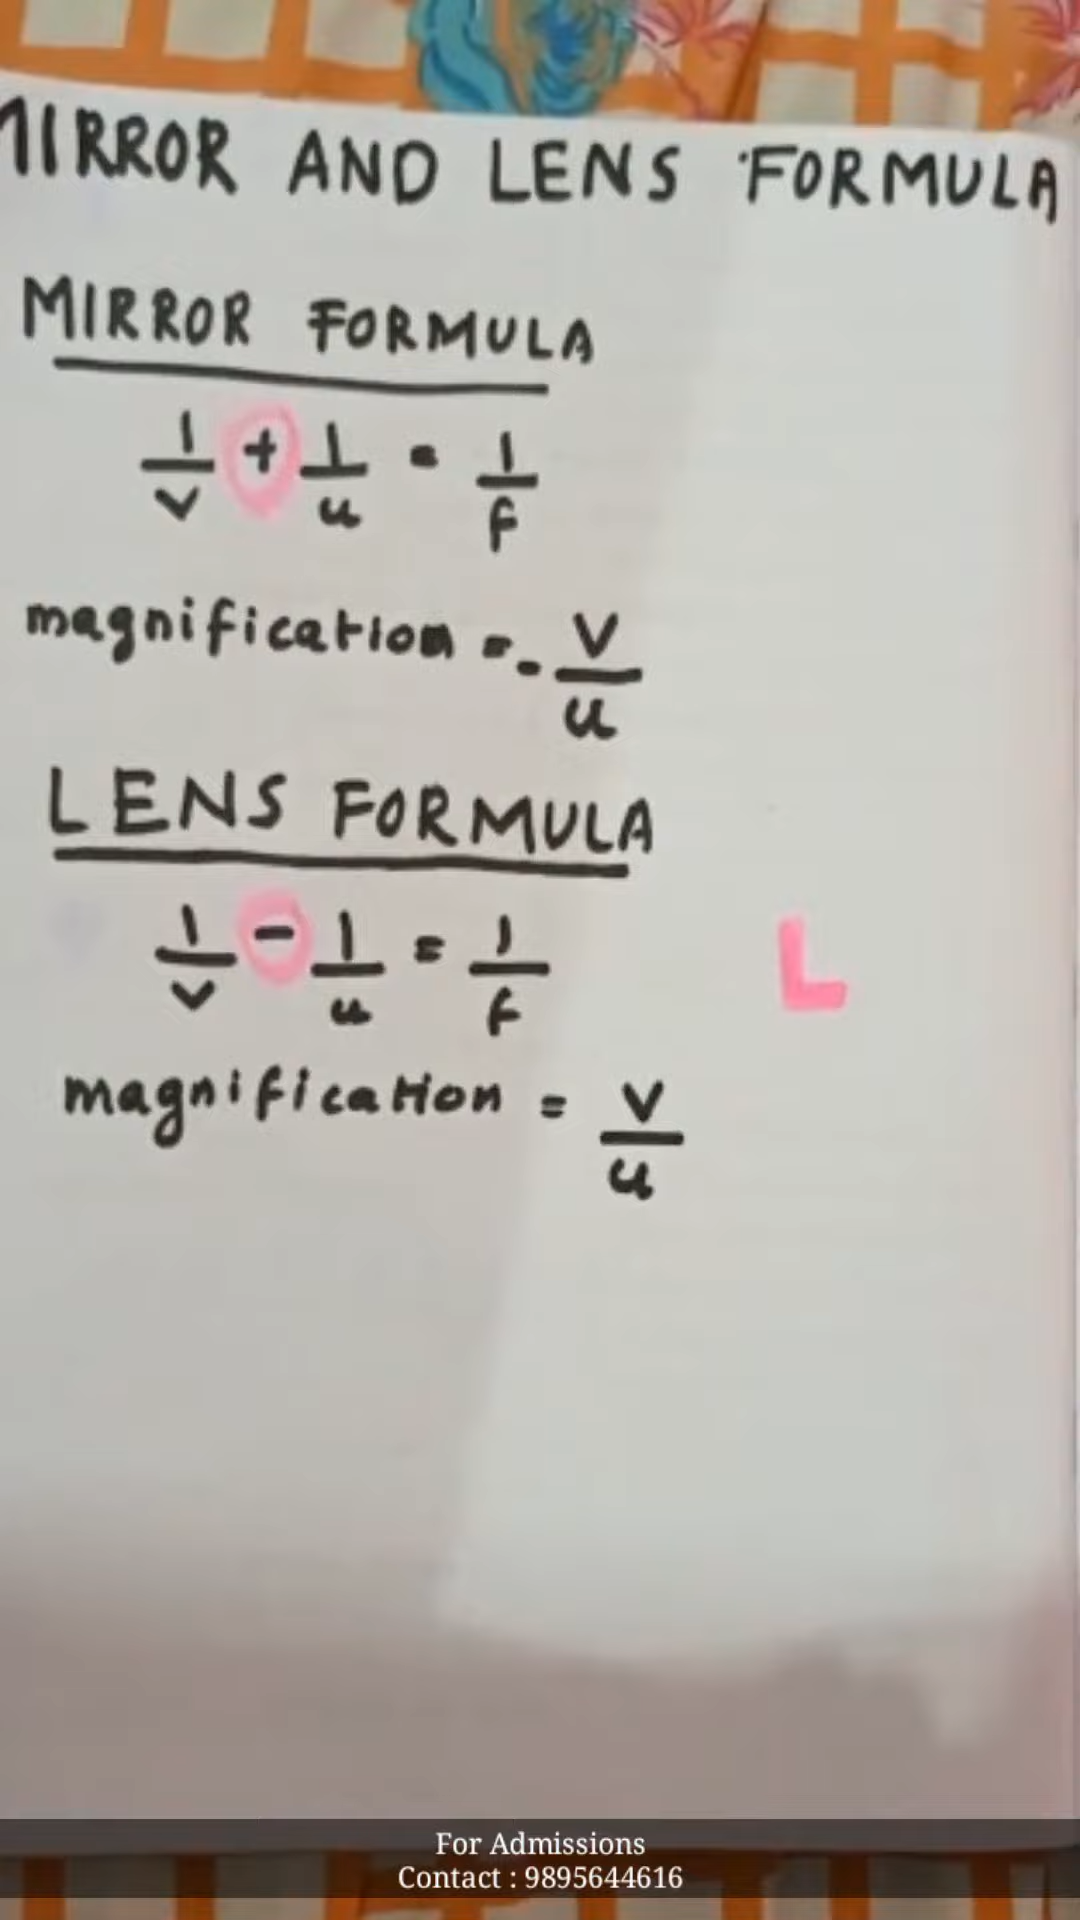 MIRROR AND LENS FORMULA
MIRROR FORMULA
1/v + 1/u = 1/f
magnification = - v/u
LENS FORMULA
1/v - 1/u = 1/f
L
magnification = v/u
For Admissions
Contact : 9895644616